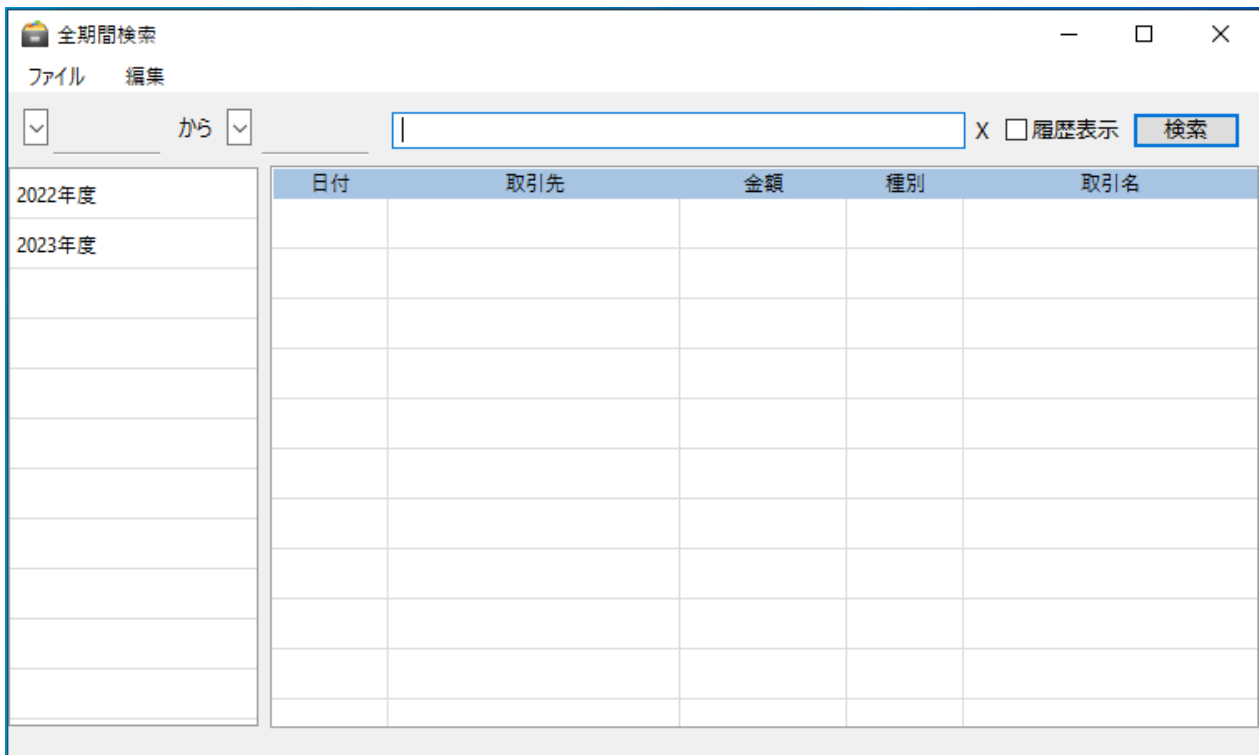 全期間検索
ファイル 編集
から X 履歴表示 検索
日付 取引先 金額 種別 取引名
2022年度
2023年度